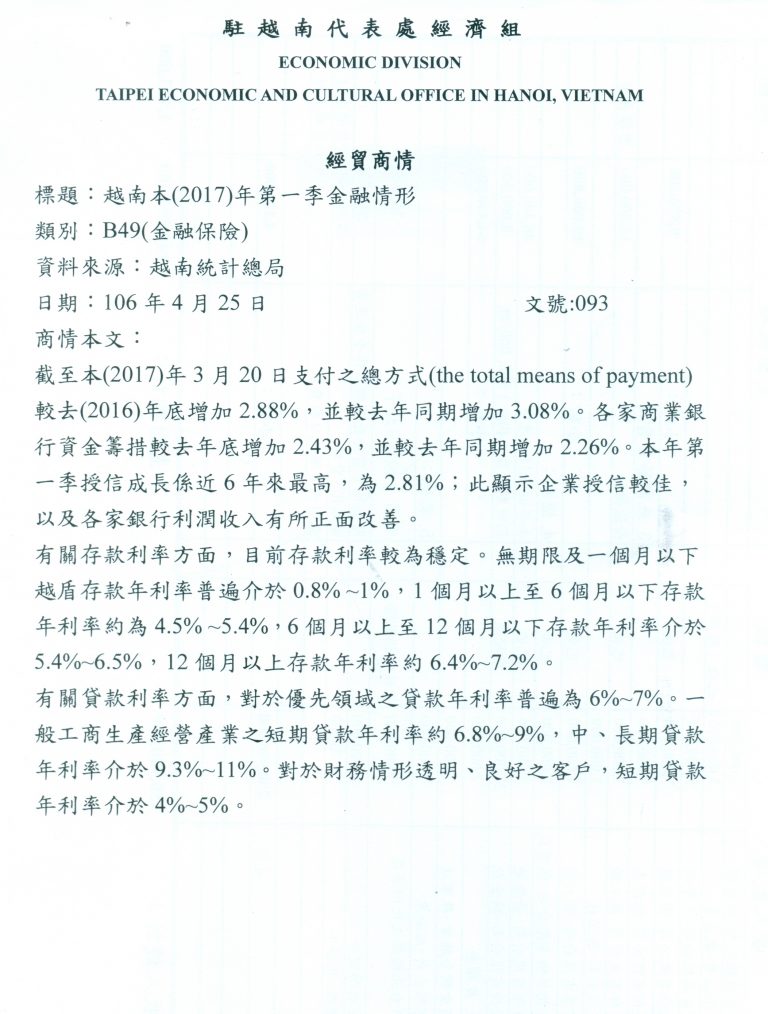 駐越南代表處經濟組
ECONOMIC DIVISION
TAIPEI ECONOMIC AND CULTURAL OFFICE IN HANOI, VIETNAM
經貿商情
標題：越南本(2017)年第一季金融情形
類別：B49(金融保險)
資料來源：越南統計總局
日期：106 年 4 月 25 日 文號:093
商情本文：
截至本(2017)年 3 月 20 日支付之總方式(the total means of payment)
較去(2016)年底增加 2.88%，並較去年同期增加 3.08%。各家商業銀
行資金籌措較去年底增加 2.43%，並較去年同期增加 2.26%。本年第
一季授信成長係近 6 年來最高，為 2.81%；此顯示企業授信較佳，
以及各家銀行利潤收入有所正面改善。
有關存款利率方面，目前存款利率較為穩定。無期限及一個月以下
越盾存款年利率普遍介於 0.8% ~1%，1 個月以上至 6 個月以下存款
年利率約為 4.5% ~5.4%，6 個月以上至 12 個月以下存款年利率介於
5.4%~6.5%，12 個月以上存款年利率約 6.4%~7.2%。
有關貸款利率方面，對於優先領域之貸款年利率普遍為 6%~7%。一
般工商生產經營產業之短期貸款年利率約 6.8%~9%，中、長期貸款
年利率介於 9.3%~11%。對於財務情形透明、良好之客戶，短期貸款
年利率介於 4%~5%。